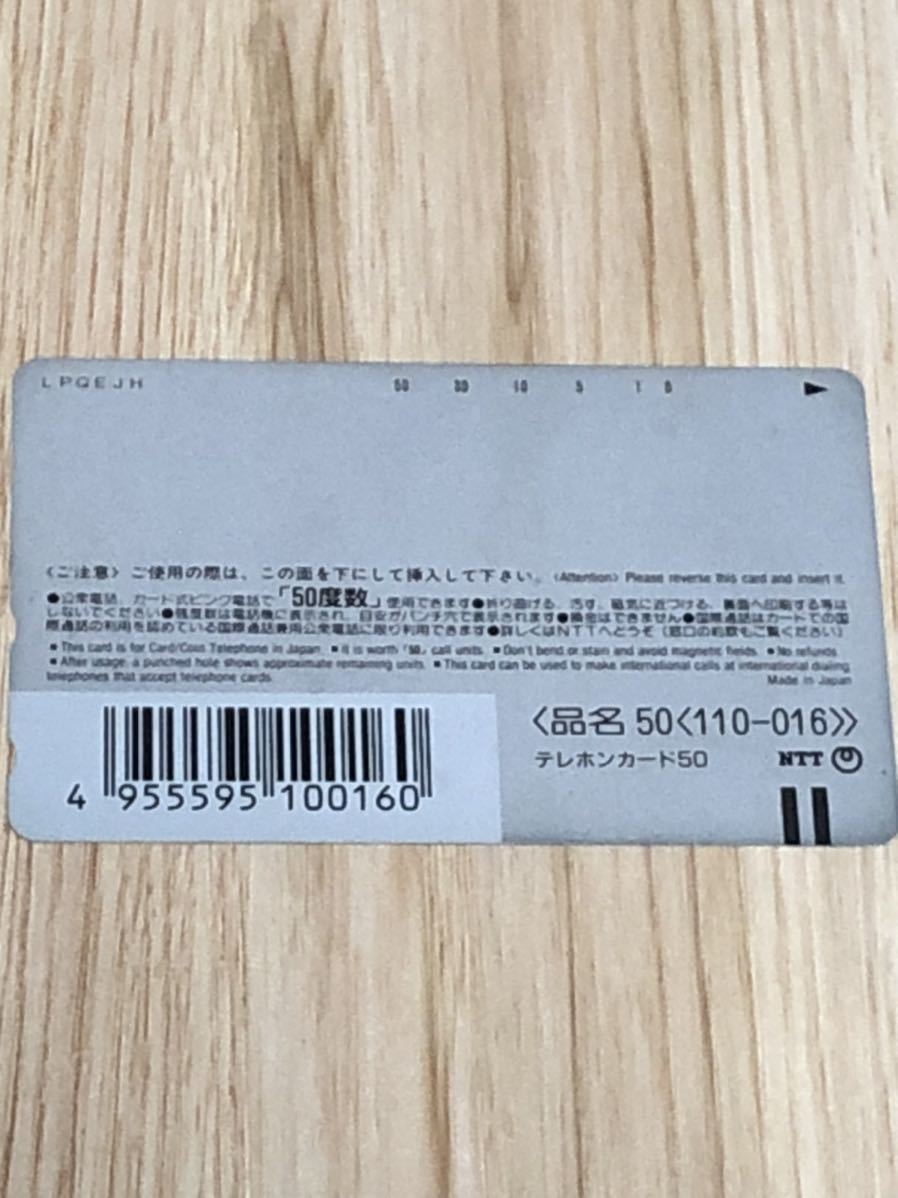 LPQEJH 50 30 10 5 1 0
〈ご注意〉ご使用の際は、この面を下にして挿入して下さい。〈Attention〉Please reverse this card and insert it.
●公衆電話、カード式ピンク電話で「50度数」使用できます●折り曲げる、汚す、磁気に近づける、裏面へ印刷する等は
しないでください●残度数は電話機に表示され、目安がパンチ穴で表示されます●換金はできません●国際通話はカードでの国
際通話の利用を認めている国際通話兼用公衆電話に限り利用できます●詳しくはNTTへどうぞ(窓口の約款もご覧ください)
■ This card is for Card/Coin Telephone in Japan. ■ It is worth「50」call units. ■ Don't bend or stain and avoid magnetic fields. ■ No refunds.
■ After usage, a punched hole shows approximate remaining units. ■ This card can be used to make international calls at international dialing
telephones that accept telephone cards. Made in Japan
〈品名 50〈110-016〉〉
テレホンカード50 NTT
4 955595 100160